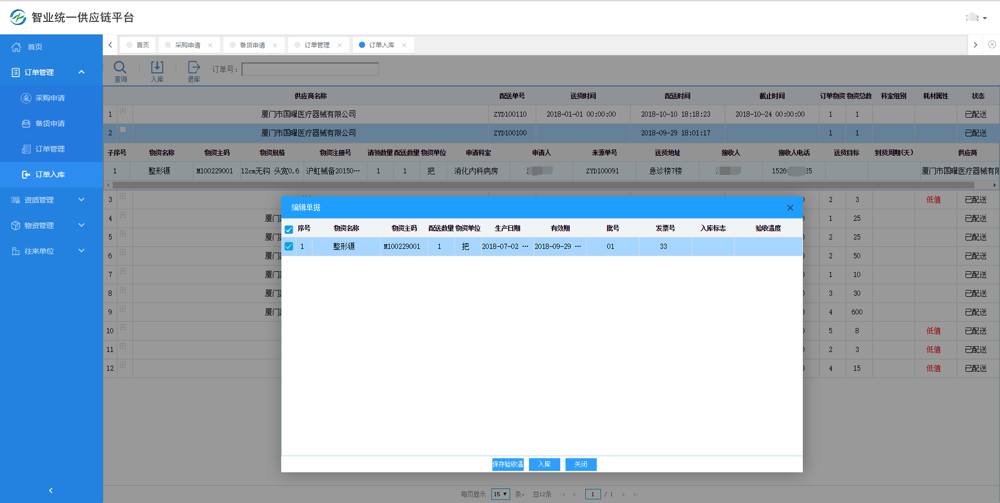 智业统一供应链平台
首页
订单管理
采购申请
备货申请
订单管理
订单入库
资质管理
物资管理
往来单位
首页 采购申请 备货申请 订单管理 订单入库
查询 入库 退库 订单号：
供应商名称 配送单号 送货时间 配送时间 截止时间 订单物资 物资总数 科室组别 耗材属性 状态
1 厦门市国曜医疗器械有限公司 ZYD100110 2018-01-01 00:00:00 2018-10-10 18:18:23 2018-10-24 00:00:00 1 1 已配送
2 厦门市国曜医疗器械有限公司 ZYD100100 2018-09-29 18:01:17 1 1 已配送
子序号 物资名称 物资主码 物资规格 物资注册号 请领数量 配送数量 物资单位 申请科室 申请人 来源单号 送货地址 接收人 接收人电话 送货目标 到货周期(天) 供应商
1 整形镊 M100229001 12cm无钩 头宽0.6 沪虹械备20150··· 1 1 把 消化内科病房 ZYD100091 急诊楼7楼 1526 25 厦门市国曜医疗器械有限
3 2 3 低值 已配送
4 厦门 1 25 已配送
5 厦门 2 25 已配送
6 厦门 2 50 已配送
7 厦门 1 10 已配送
8 厦门 3 30 已配送
9 厦门 4 600 已配送
10 5 8 低值 已配送
11 2 3 低值 已配送
12 4 15 低值 已配送
编辑单据
序号 物资名称 物资主码 配送数量 物资单位 生产日期 有效期 批号 发票号 入库标志 验收温度
1 整形镊 M100229001 1 把 2018-07-02 ··· 2018-09-29 ··· 01 33
保存验收温 入库 关闭
每页显示 15 条， 总12条 1 / 1